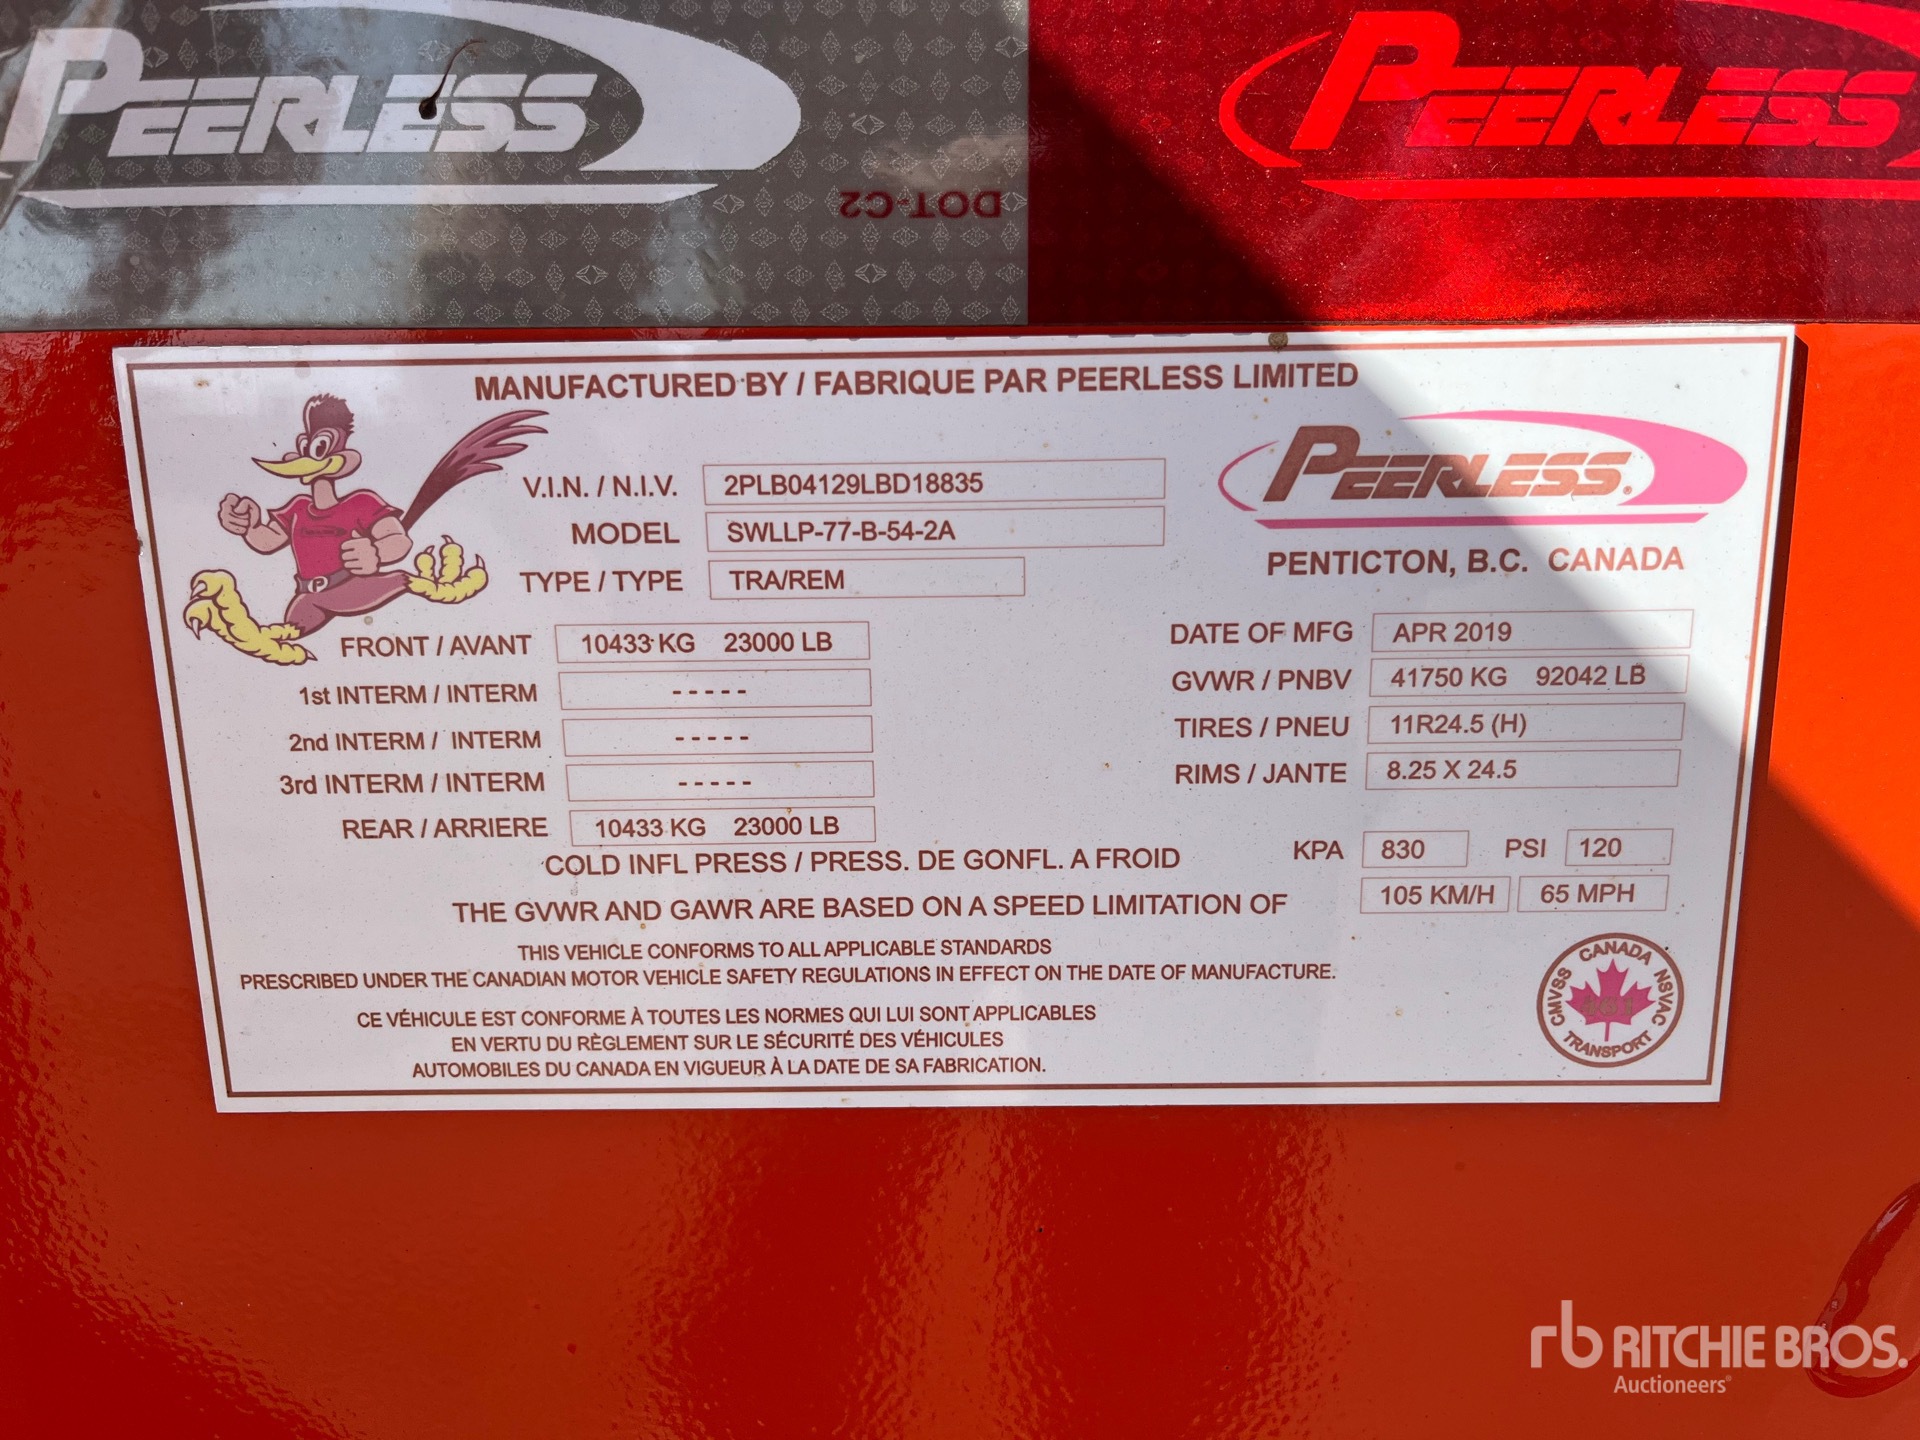 PEERLESS
PEERLESS
DOT-C2
MANUFACTURED BY / FABRIQUE PAR PEERLESS LIMITED
V.I.N. / N.I.V. 2PLB04129LBD18835
MODEL SWLLP-77-B-54-2A
TYPE / TYPE TRA/REM
PEERLESS®
PENTICTON, B.C. CANADA
FRONT / AVANT 10433 KG 23000 LB
1st INTERM / INTERM - - - - -
2nd INTERM / INTERM - - - - -
3rd INTERM / INTERM - - - - -
REAR / ARRIERE 10433 KG 23000 LB
DATE OF MFG APR 2019
GVWR / PNBV 41750 KG 92042 LB
TIRES / PNEU 11R24.5 (H)
RIMS / JANTE 8.25 X 24.5
COLD INFL PRESS / PRESS. DE GONFL. A FROID KPA 830 PSI 120
THE GVWR AND GAWR ARE BASED ON A SPEED LIMITATION OF 105 KM/H 65 MPH
THIS VEHICLE CONFORMS TO ALL APPLICABLE STANDARDS
PRESCRIBED UNDER THE CANADIAN MOTOR VEHICLE SAFETY REGULATIONS IN EFFECT ON THE DATE OF MANUFACTURE.
CE VÉHICULE EST CONFORME À TOUTES LES NORMES QUI LUI SONT APPLICABLES
EN VERTU DU RÈGLEMENT SUR LE SÉCURITÉ DES VÉHICULES
AUTOMOBILES DU CANADA EN VIGUEUR À LA DATE DE SA FABRICATION.
CANADA
CMVSS
NSVAC
TRANSPORT
rb RITCHIE BROS.
Auctioneers